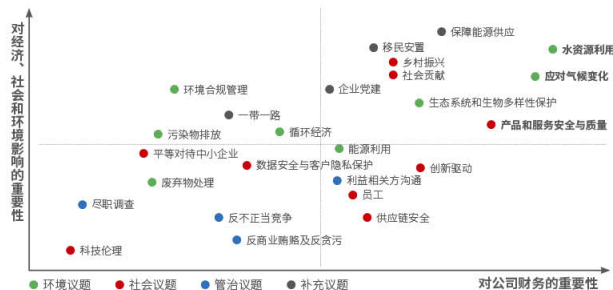 对经济、社会和环境影响的重要性
保障能源供应
移民安置
水资源利用
乡村振兴
社会贡献
应对气候变化
环境合规管理
企业党建
生态系统和生物多样性保护
一带一路
产品和服务安全与质量
污染物排放
循环经济
能源利用
平等对待中小企业
数据安全与客户隐私保护
创新驱动
废弃物处理
利益相关方沟通
员工
尽职调查
反不正当竞争
供应链安全
反商业贿赂及反贪污
科技伦理
对公司财务的重要性
环境议题
社会议题
管治议题
补充议题